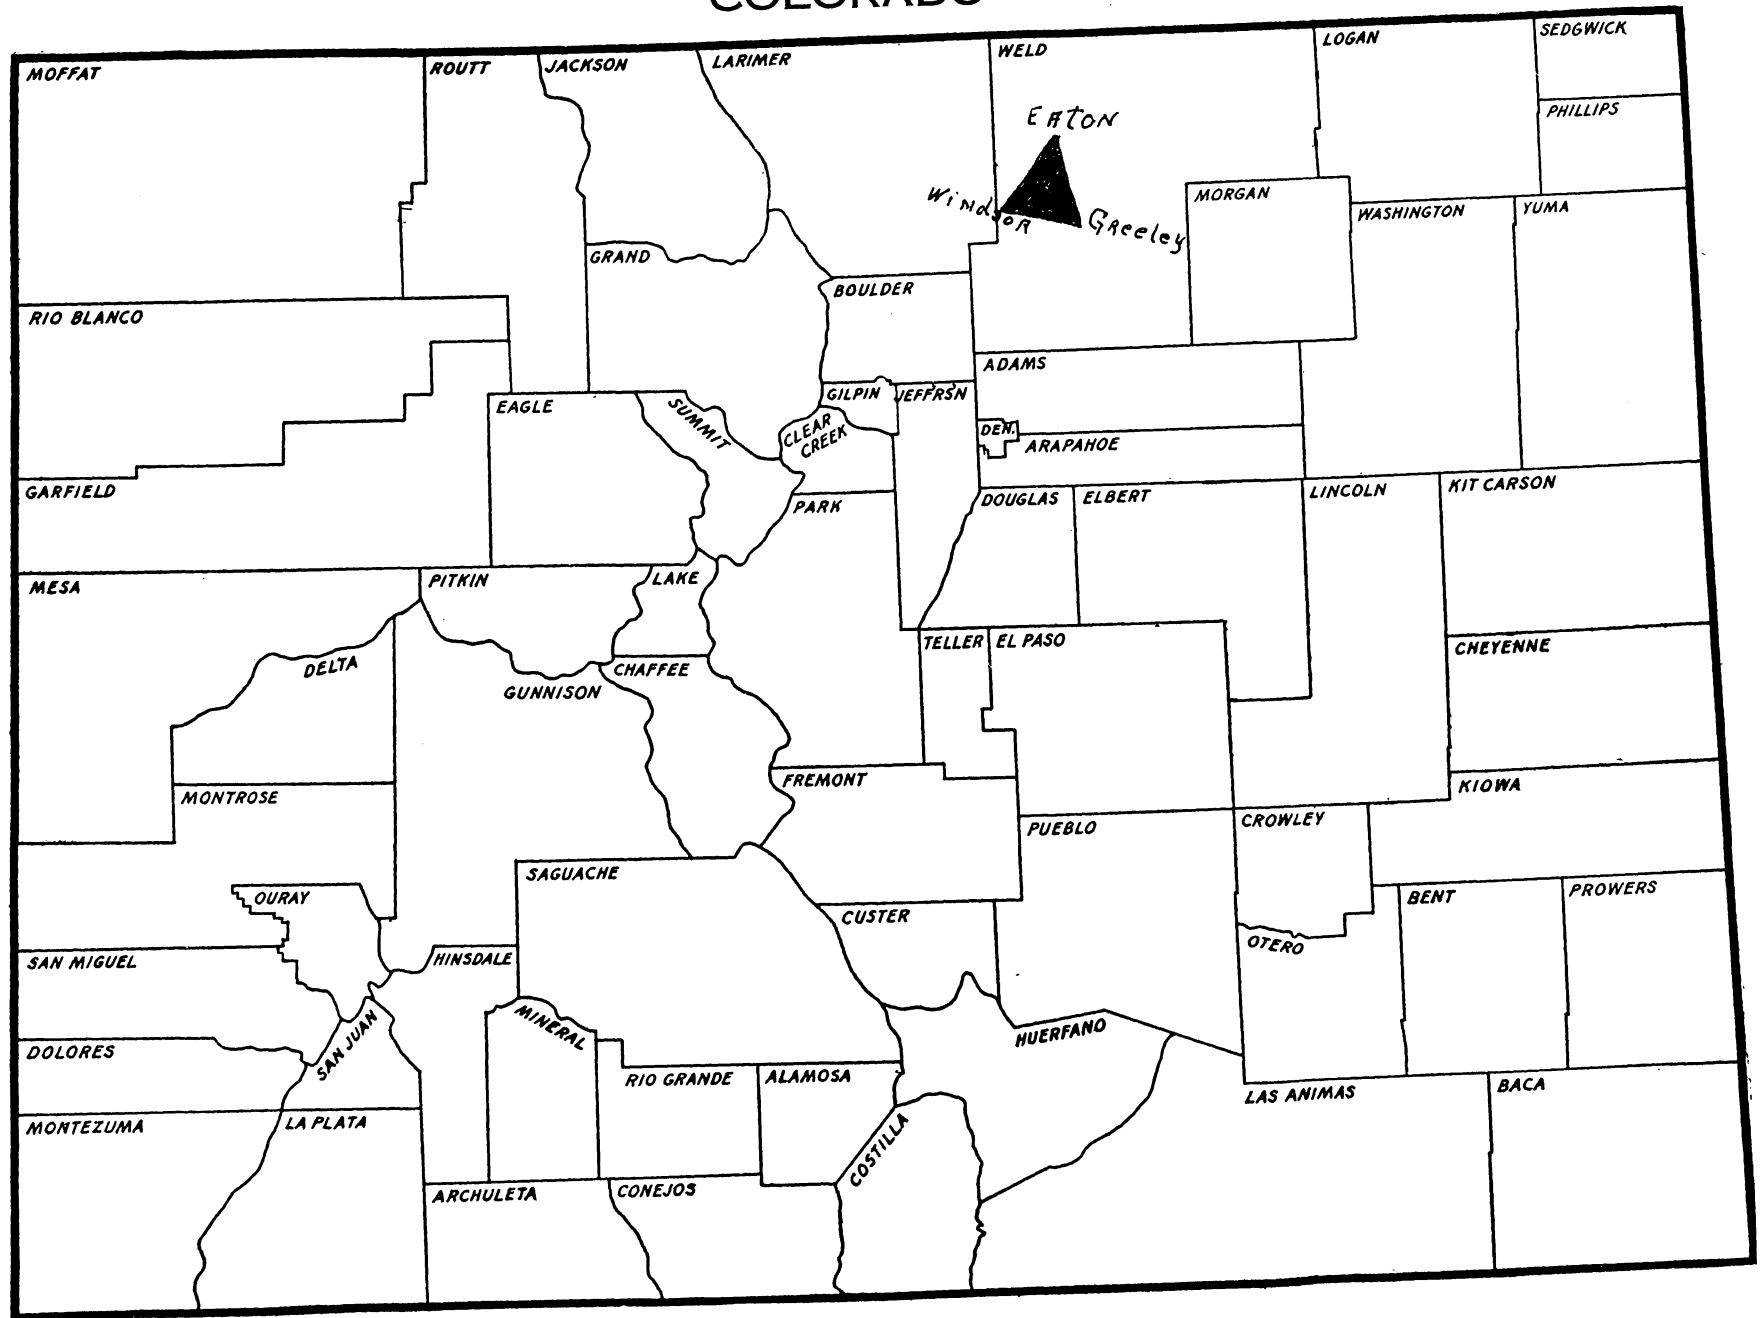 COLORADO
MOFFAT
ROUTT
JACKSON
LARIMER
WELD
LOGAN
SEDGWICK
PHILLIPS
EATON
WiNdsoR
GReeley
MORGAN
WASHINGTON
YUMA
GRAND
BOULDER
RIO BLANCO
ADAMS
EAGLE
SUMMIT
GILPIN
JEFFRSN
CLEAR
CREEK
DEN.
ARAPAHOE
GARFIELD
PARK
DOUGLAS
ELBERT
LINCOLN
KIT CARSON
MESA
PITKIN
LAKE
TELLER
EL PASO
CHEYENNE
DELTA
GUNNISON
CHAFFEE
MONTROSE
FREMONT
KIOWA
PUEBLO
CROWLEY
OURAY
SAGUACHE
CUSTER
BENT
PROWERS
SAN MIGUEL
HINSDALE
OTERO
DOLORES
SAN JUAN
MINERAL
HUERFANO
RIO GRANDE
ALAMOSA
LAS ANIMAS
BACA
MONTEZUMA
LA PLATA
COSTILLA
ARCHULETA
CONEJOS